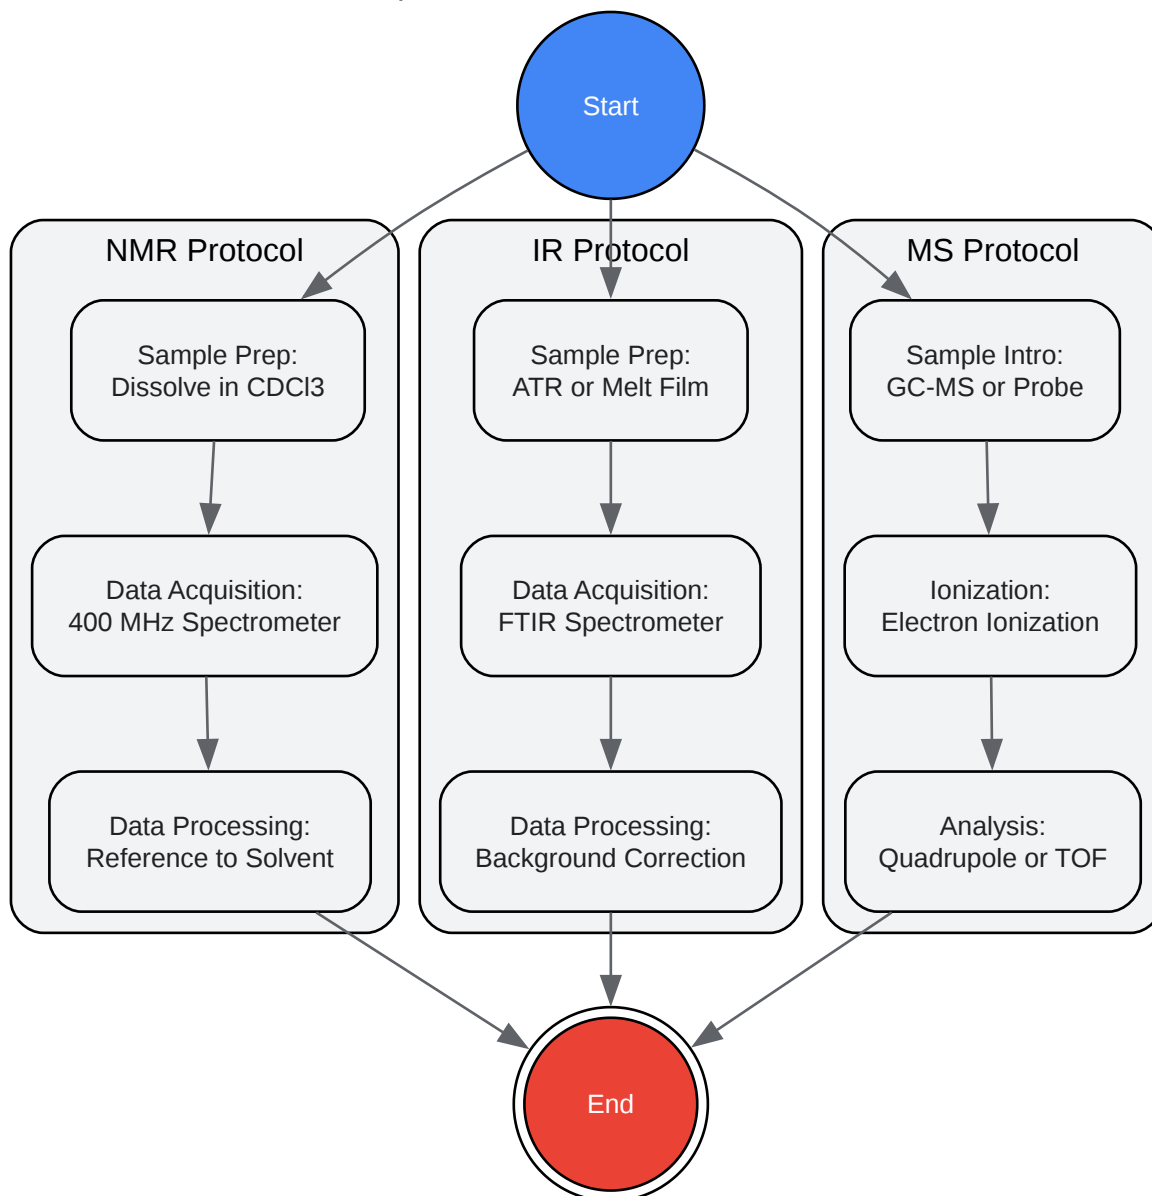 Start
NMR Protocol
Sample Prep:
Dissolve in CDCl3
Data Acquisition:
400 MHz Spectrometer
Data Processing:
Reference to Solvent
IR Protocol
Sample Prep:
ATR or Melt Film
Data Acquisition:
FTIR Spectrometer
Data Processing:
Background Correction
MS Protocol
Sample Intro:
GC-MS or Probe
Ionization:
Electron Ionization
Analysis:
Quadrupole or TOF
End